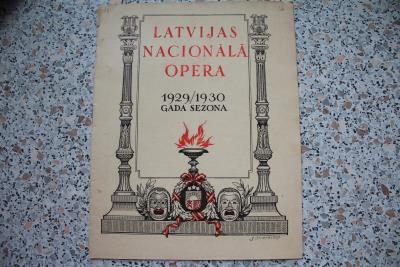 LATVIJAS
NACIONĀLĀ
OPERA
1929/1930
GADA SEZONA